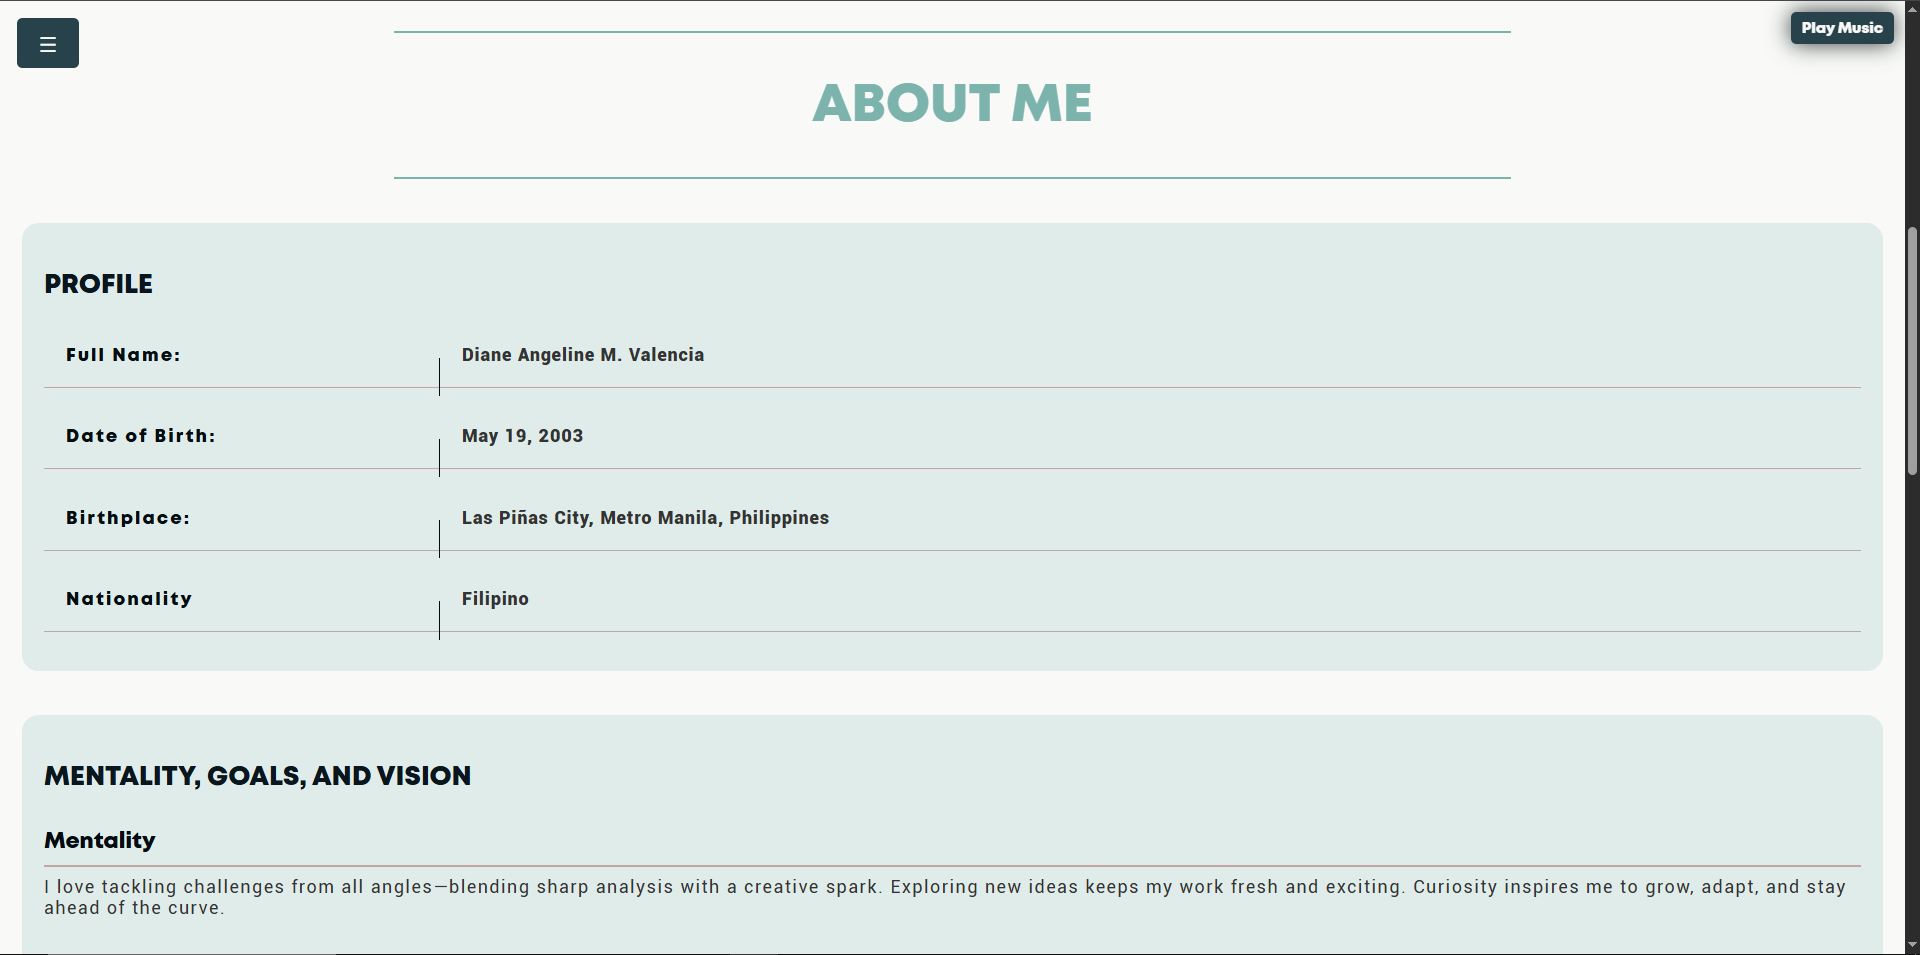 ☰
Play Music
ABOUT ME
PROFILE
Full Name: Diane Angeline M. Valencia
Date of Birth: May 19, 2003
Birthplace: Las Piñas City, Metro Manila, Philippines
Nationality Filipino
MENTALITY, GOALS, AND VISION
Mentality
I love tackling challenges from all angles—blending sharp analysis with a creative spark. Exploring new ideas keeps my work fresh and exciting. Curiosity inspires me to grow, adapt, and stay
ahead of the curve.